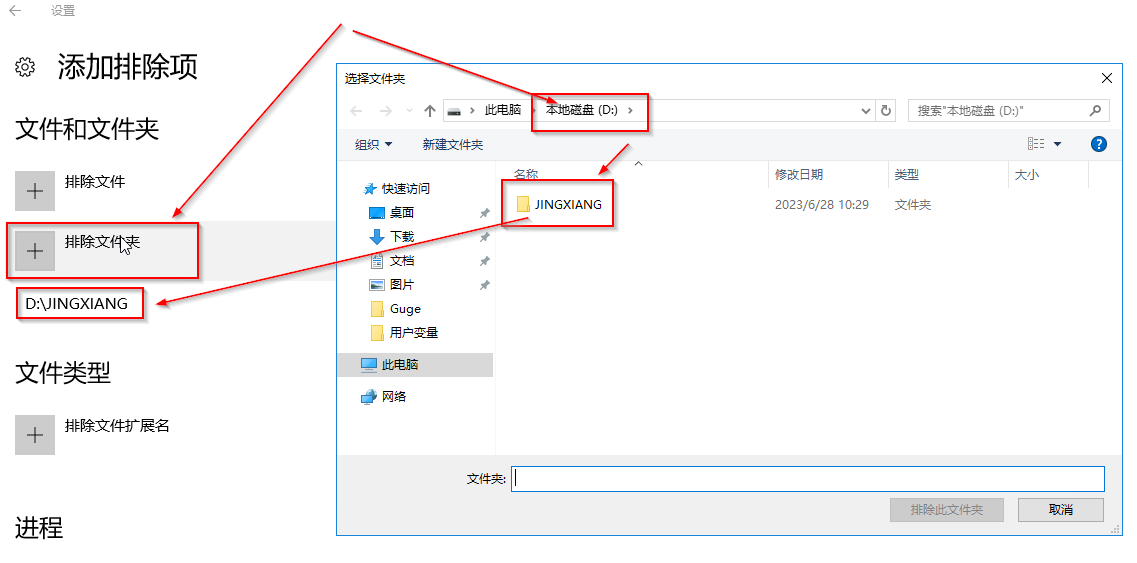 设置
添加排除项
文件和文件夹
排除文件
排除文件夹
D:\JINGXIANG
文件类型
排除文件扩展名
进程
选择文件夹
此电脑
本地磁盘 (D:)
搜索"本地磁盘 (D:)"
组织
新建文件夹
名称
修改日期
类型
大小
JINGXIANG
2023/6/28 10:29
文件夹
快速访问
桌面
下载
文档
图片
Guge
用户变量
此电脑
网络
文件夹:
排除此文件夹
取消